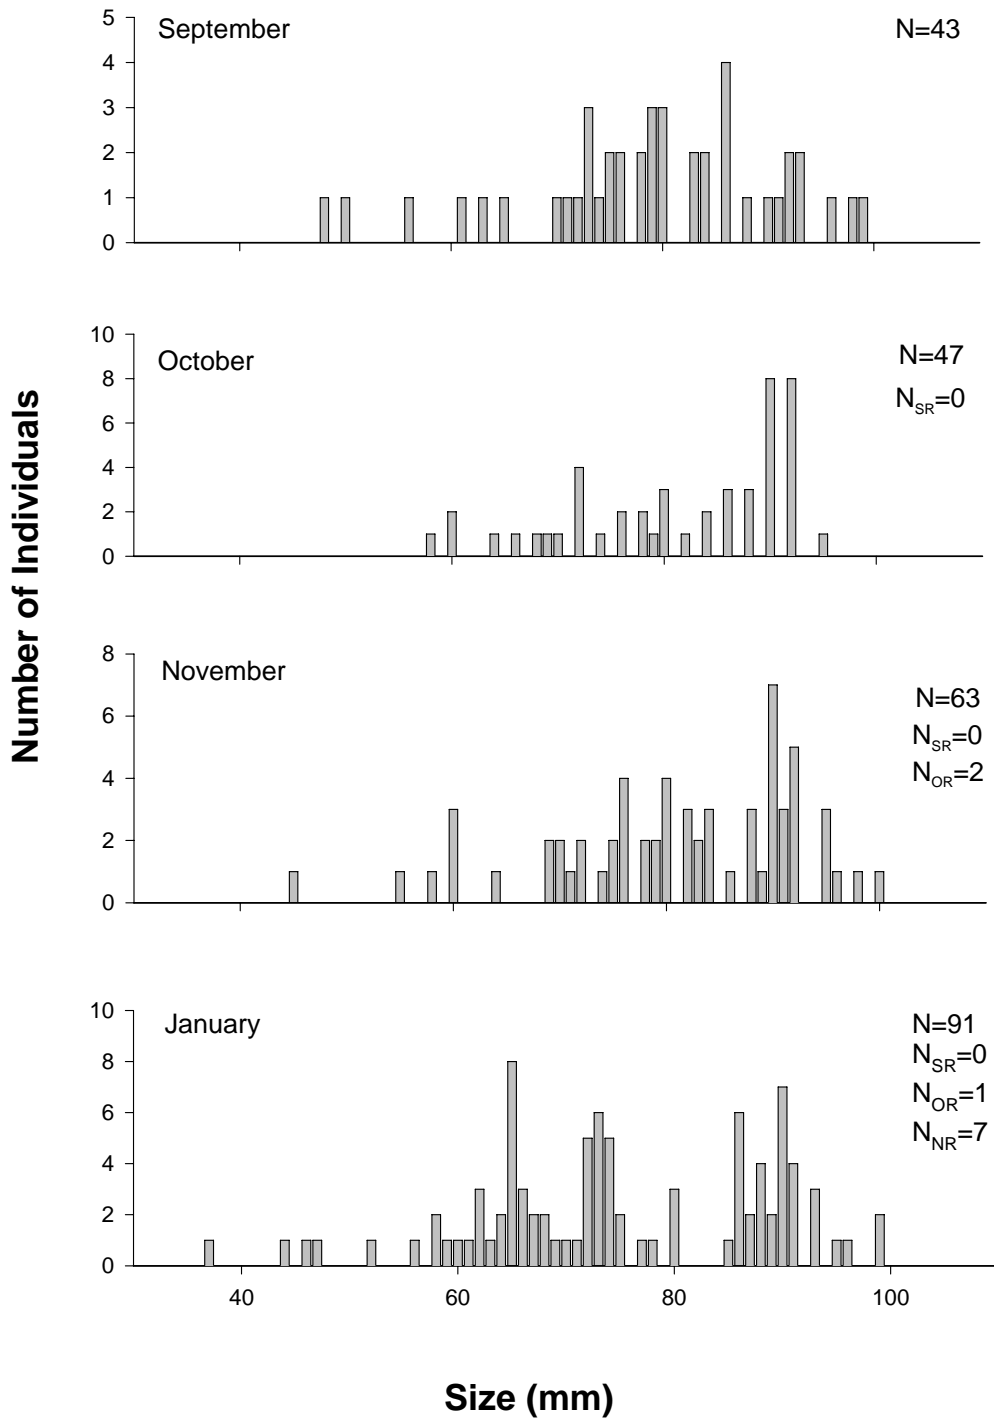 Number of Individuals
September
N=43
5
4
3
2
1
0
October
N=47
N_SR=0
10
8
6
4
2
0
November
N=63
N_SR=0
N_OR=2
8
6
4
2
0
January
N=91
N_SR=0
N_OR=1
N_NR=7
10
8
6
4
2
0
40 60 80 100
Size (mm)